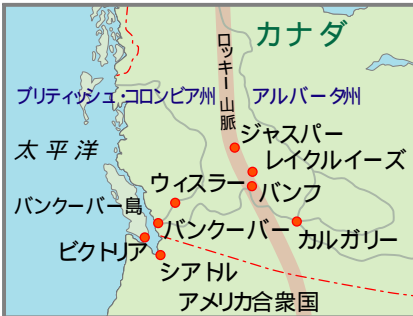 カナダ
ロッキー山脈
ブリティッシュ・コロンビア州
アルバータ州
太平洋
ジャスパー
レイクルイーズ
ウィスラー
バンフ
バンクーバー島
バンクーバー
カルガリー
ビクトリア
シアトル
アメリカ合衆国